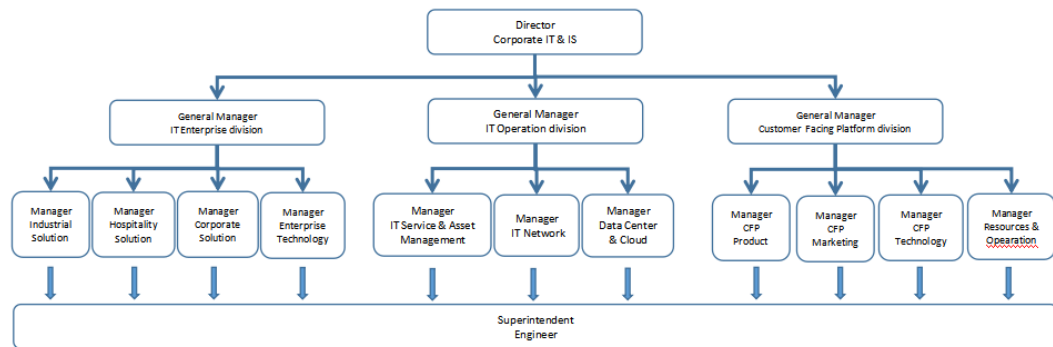 Director
Corporate IT & IS
General Manager
IT Enterprise division
General Manager
IT Operation division
General Manager
Customer Facing Platform division
Manager
Industrial
Solution
Manager
Hospitality
Solution
Manager
Corporate
Solution
Manager
Enterprise
Technology
Manager
IT Service & Asset
Management
Manager
IT Network
Manager
Data Center
& Cloud
Manager
CFP
Product
Manager
CFP
Marketing
Manager
CFP
Technology
Manager
Resources &
Opearation
Superintendent
Engineer